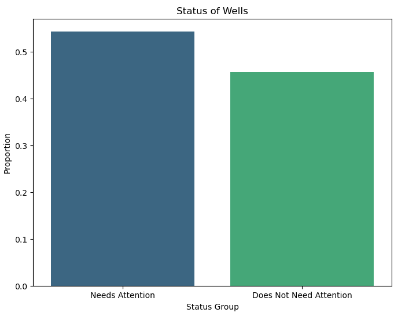 Status of Wells
Proportion
0.5
0.4
0.3
0.2
0.1
0.0
Needs Attention
Does Not Need Attention
Status Group